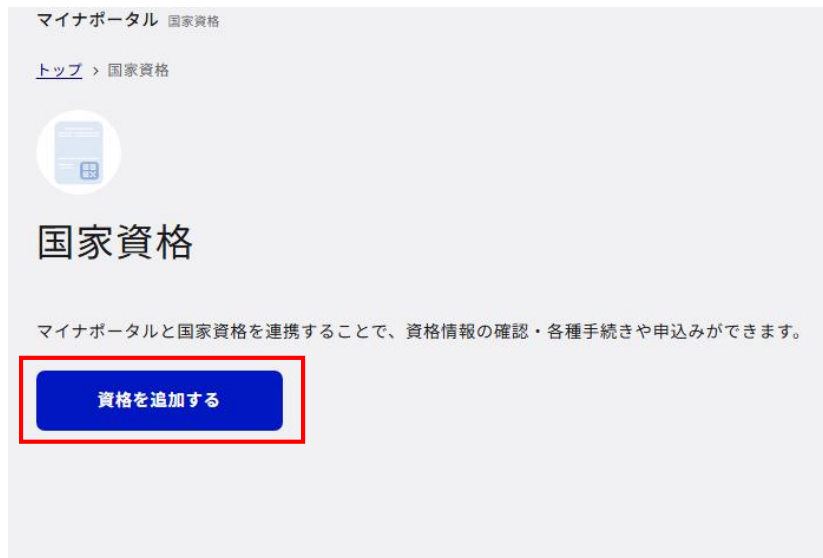 マイナポータル 国家資格
トップ > 国家資格
国家資格
マイナポータルと国家資格を連携することで、資格情報の確認・各種手続きや申込みができます。
資格を追加する